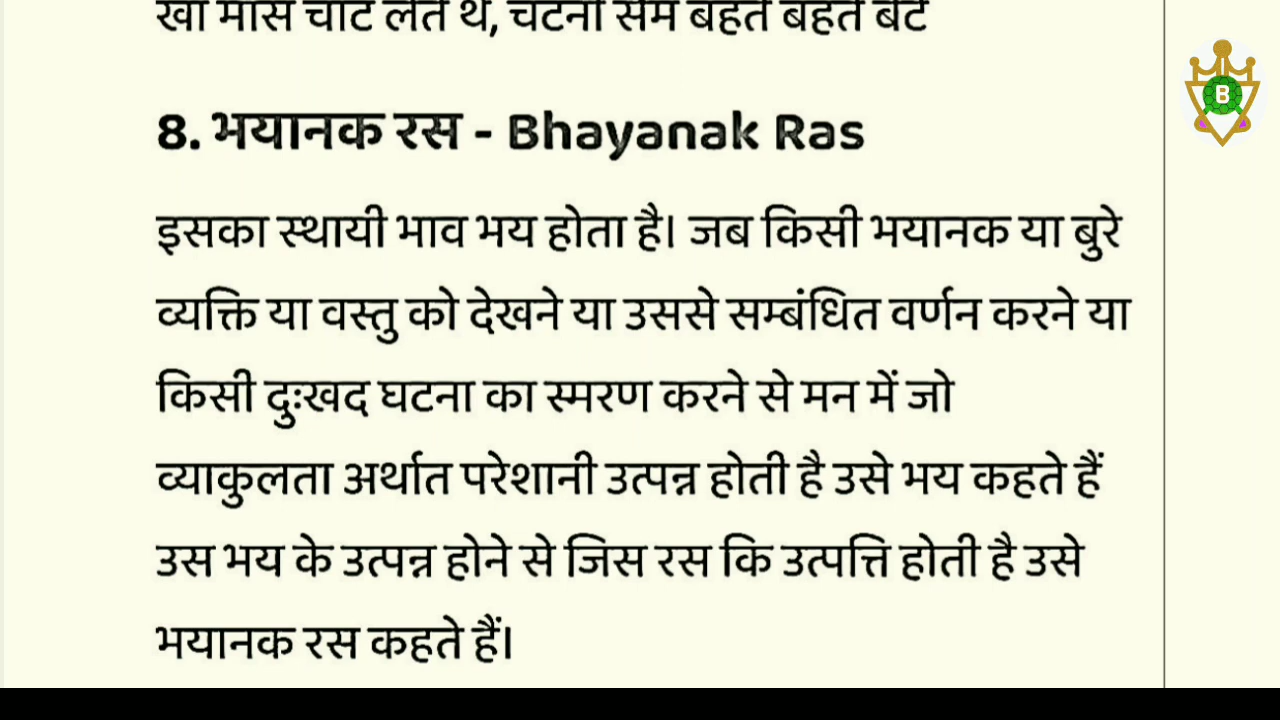 8. भयानक रस - Bhayanak Ras
B
इसका स्थायी भाव भय होता है। जब किसी भयानक या बुरे
व्यक्ति या वस्तु को देखने या उससे सम्बंधित वर्णन करने या
किसी दुःखद घटना का स्मरण करने से मन में जो
व्याकुलता अर्थात परेशानी उत्पन्न होती है उसे भय कहते हैं
उस भय के उत्पन्न होने से जिस रस कि उत्पत्ति होती है उसे
भयानक रस कहते हैं।